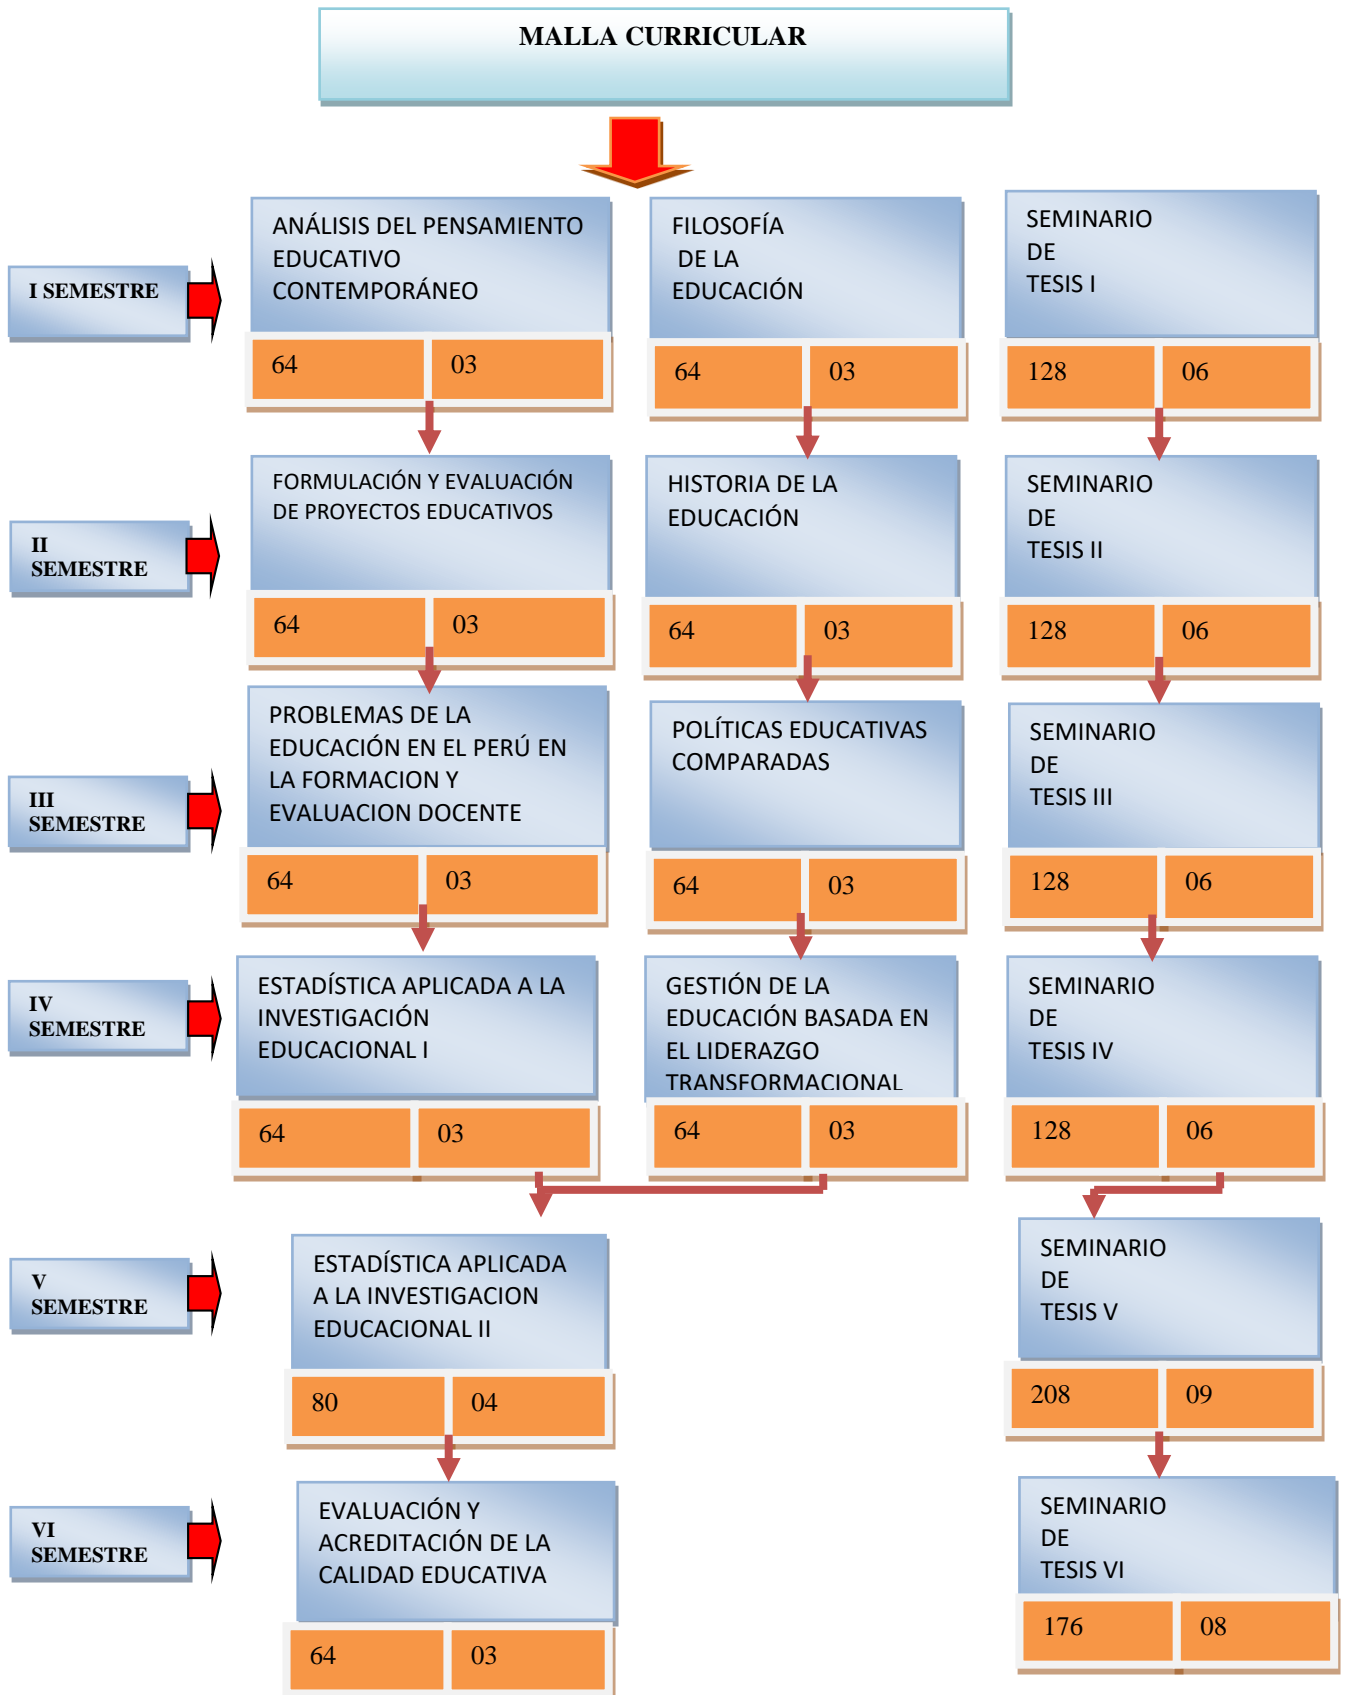 MALLA CURRICULAR
I SEMESTRE
ANÁLISIS DEL PENSAMIENTO
EDUCATIVO
CONTEMPORÁNEO
64
03
FILOSOFÍA
DE LA
EDUCACIÓN
64
03
SEMINARIO
DE
TESIS I
128
06
II
SEMESTRE
FORMULACIÓN Y EVALUACIÓN
DE PROYECTOS EDUCATIVOS
64
03
HISTORIA DE LA
EDUCACIÓN
64
03
SEMINARIO
DE
TESIS II
128
06
III
SEMESTRE
PROBLEMAS DE LA
EDUCACIÓN EN EL PERÚ EN
LA FORMACION Y
EVALUACION DOCENTE
64
03
POLÍTICAS EDUCATIVAS
COMPARADAS
64
03
SEMINARIO
DE
TESIS III
128
06
IV
SEMESTRE
ESTADÍSTICA APLICADA A LA
INVESTIGACIÓN
EDUCACIONAL I
64
03
GESTIÓN DE LA
EDUCACIÓN BASADA EN
EL LIDERAZGO
TRANSFORMACIONAL
64
03
SEMINARIO
DE
TESIS IV
128
06
V
SEMESTRE
ESTADÍSTICA APLICADA
A LA INVESTIGACION
EDUCACIONAL II
80
04
SEMINARIO
DE
TESIS V
208
09
VI
SEMESTRE
EVALUACIÓN Y
ACREDITACIÓN DE LA
CALIDAD EDUCATIVA
64
03
SEMINARIO
DE
TESIS VI
176
08